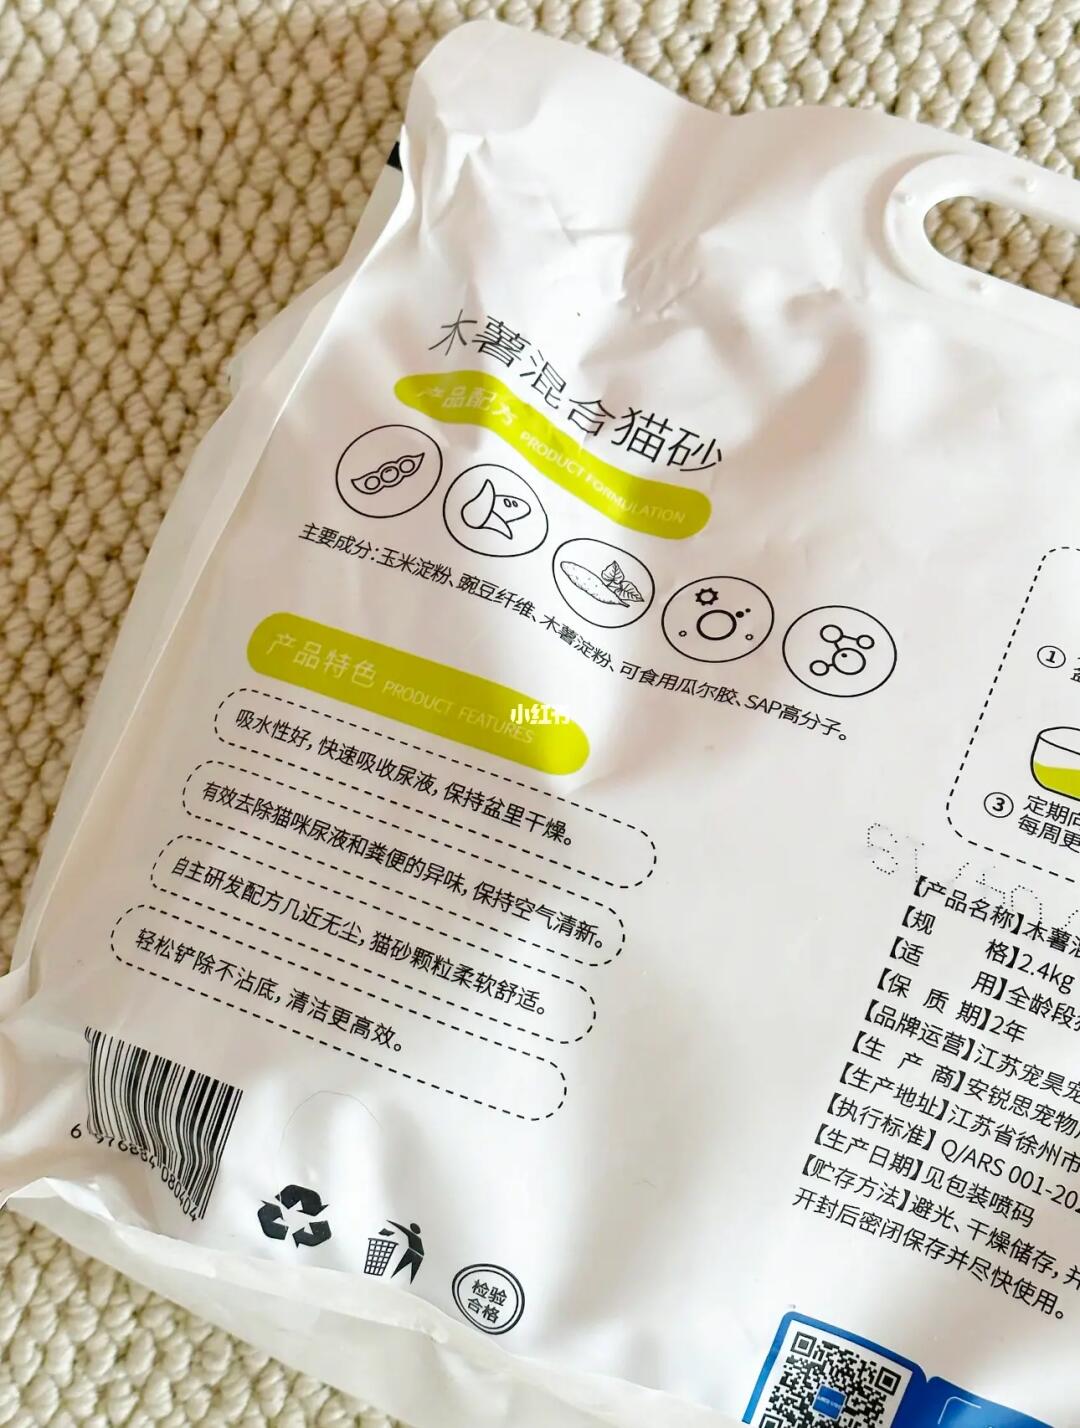 木薯混合猫砂
产品配方 PRODUCT FORMULATION
主要成分:玉米淀粉、豌豆纤维、木薯淀粉、可食用瓜尔胶、SAP高分子。
产品特色 PRODUCT FEATURES
小红书
吸水性好,快速吸收尿液,保持盆里干燥。
有效去除猫咪尿液和粪便的异味,保持空气清新。
自主研发配方几近无尘,猫砂颗粒柔软舒适。
轻松铲除不沾底,清洁更高效。
①
③ 定期向
每周更
【产品名称】木薯混
【规 格】2.4kg
【适 用】全龄段
【保 质 期】2年
【品牌运营】江苏宠昊宠
【生 产 商】安锐思宠物
【生产地址】江苏省徐州市
【执行标准】Q/ARS 001-20
【生产日期】见包装喷码
【贮存方法】避光、干燥储存,并
开封后密闭保存并尽快使用。
检验
合格